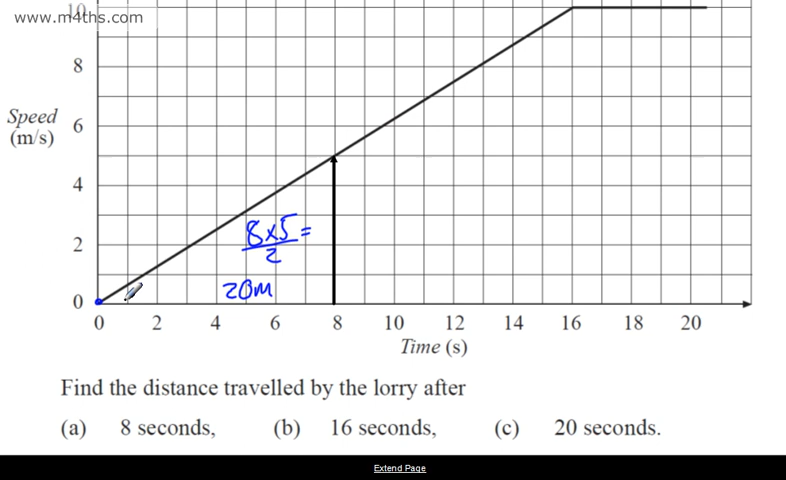 10
www.m4ths.com
8
Speed
(m/s)
6
4
8x5 =
2
2
20m
0
0 2 4 6 8 10 12 14 16 18 20
Time (s)
Find the distance travelled by the lorry after
(a) 8 seconds, (b) 16 seconds, (c) 20 seconds.
Extend Page